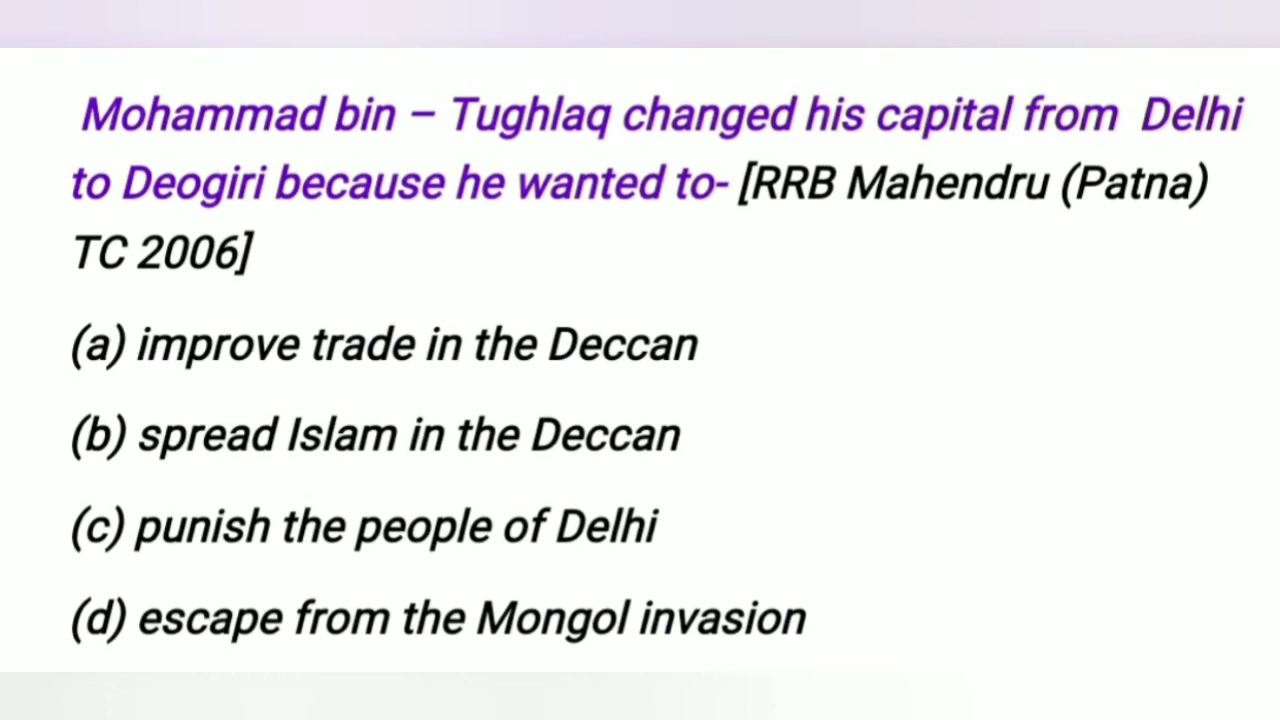 Mohammad bin – Tughlaq changed his capital from Delhi
to Deogiri because he wanted to- [RRB Mahendru (Patna)
TC 2006]
(a) improve trade in the Deccan
(b) spread Islam in the Deccan
(c) punish the people of Delhi
(d) escape from the Mongol invasion